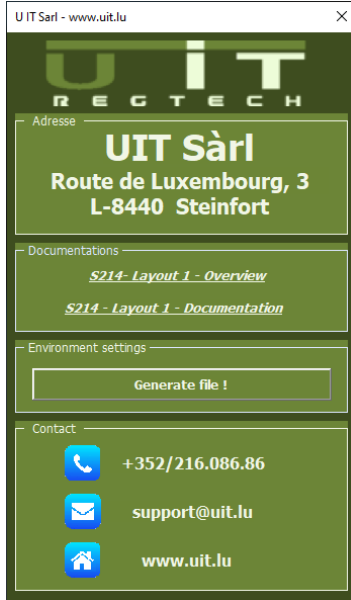 U IT Sarl - www.uit.lu
U IT
REGTECH
Adresse
UIT Sàrl
Route de Luxembourg, 3
L-8440 Steinfort
Documentations
S214- Layout 1 - Overview
S214 - Layout 1 - Documentation
Environment settings
Generate file !
Contact
+352/216.086.86
support@uit.lu
www.uit.lu